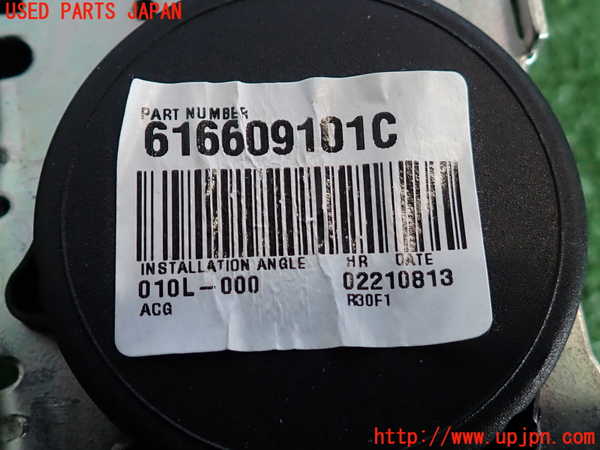 USED PARTS JAPAN
PART NUMBER
616609101C
INSTALLATION ANGLE HR DATE
010L-000 02210813
ACG R30F1
http://www.upjpn.com/